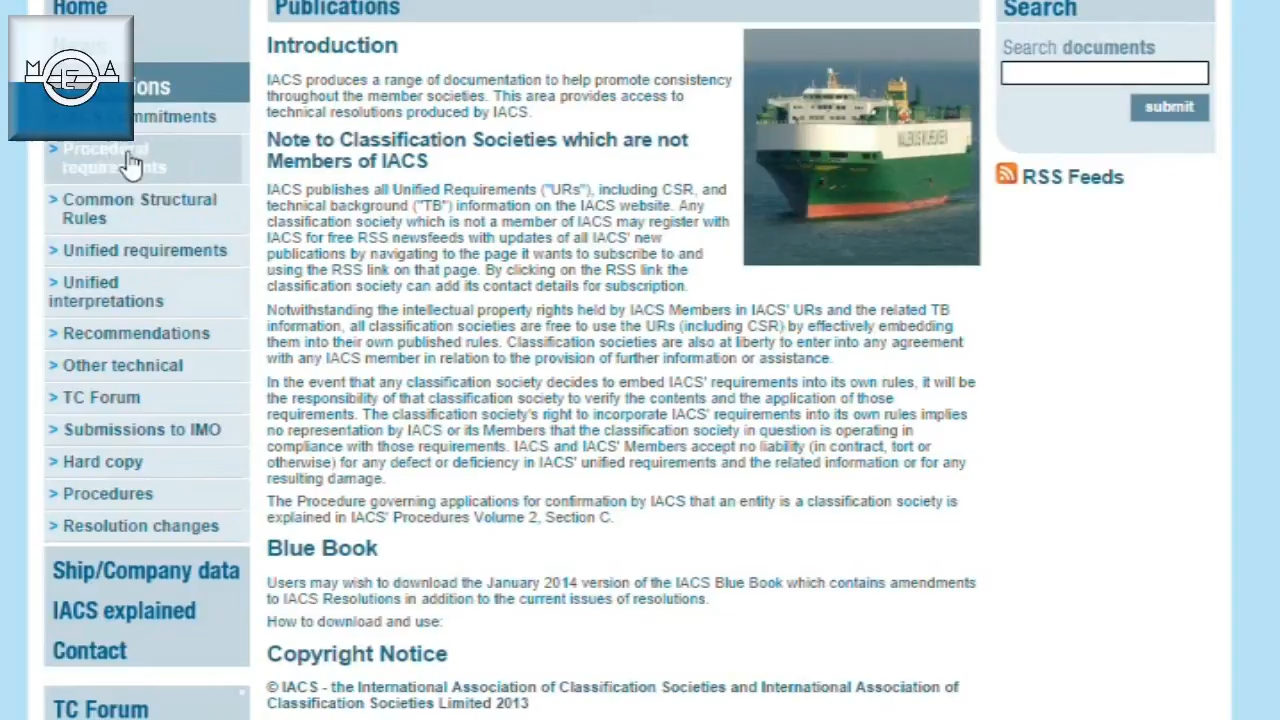 Home
Publications
Search
MEZA
ions
mmitments
> Procedural
requirements
> Common Structural
Rules
> Unified requirements
> Unified
interpretations
> Recommendations
> Other technical
> TC Forum
> Submissions to IMO
> Hard copy
> Procedures
> Resolution changes
Ship/Company data
IACS explained
Contact
TC Forum
Introduction
IACS produces a range of documentation to help promote consistency
throughout the member societies. This area provides access to
technical resolutions produced by IACS.
Note to Classification Societies which are not
Members of IACS
IACS publishes all Unified Requirements ("URs"), including CSR, and
technical background ("TB") information on the IACS website. Any
classification society which is not a member of IACS may register with
IACS for free RSS newsfeeds with updates of all IACS' new
publications by navigating to the page it wants to subscribe to and
using the RSS link on that page. By clicking on the RSS link the
classification society can add its contact details for subscription.
Notwithstanding the intellectual property rights held by IACS Members in IACS' URs and the related TB
information, all classification societies are free to use the URs (including CSR) by effectively embedding
them into their own published rules. Classification societies are also at liberty to enter into any agreement
with any IACS member in relation to the provision of further information or assistance.
In the event that any classification society decides to embed IACS' requirements into its own rules, it will be
the responsibility of that classification society to verify the contents and the application of those
requirements. The classification society's right to incorporate IACS' requirements into its own rules implies
no representation by IACS or its Members that the classification society in question is operating in
compliance with those requirements. IACS and IACS' Members accept no liability (in contract, tort or
otherwise) for any defect or deficiency in IACS' unified requirements and the related information or for any
resulting damage.
The Procedure governing applications for confirmation by IACS that an entity is a classification society is
explained in IACS' Procedures Volume 2, Section C.
Blue Book
Users may wish to download the January 2014 version of the IACS Blue Book which contains amendments
to IACS Resolutions in addition to the current issues of resolutions.
How to download and use:
Copyright Notice
© IACS - the International Association of Classification Societies and International Association of
Classification Societies Limited 2013
Search documents
submit
RSS Feeds